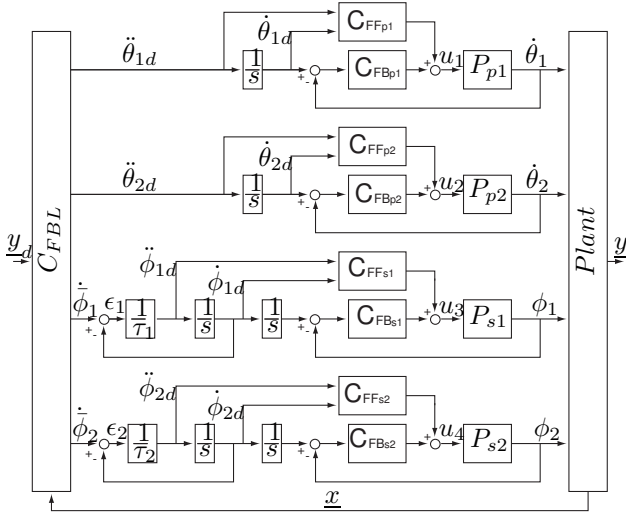 C_FBL
Plant
y_d
y
x
θ̈_1d
1/s
θ̇_1d
C_FFp1
+
-
C_FBp1
+
u_1
P_p1
θ̇_1
θ̈_2d
1/s
θ̇_2d
C_FFp2
+
-
C_FBp2
+
u_2
P_p2
θ̇_2
ϕ̄̇_1
+
-
ϵ_1
1/τ_1
ϕ̈_1d
1/s
ϕ̇_1d
1/s
C_FFs1
+
-
C_FBs1
+
u_3
P_s1
ϕ_1
ϕ̄̇_2
+
-
ϵ_2
1/τ_2
ϕ̈_2d
1/s
ϕ̇_2d
1/s
C_FFs2
+
-
C_FBs2
+
u_4
P_s2
ϕ_2